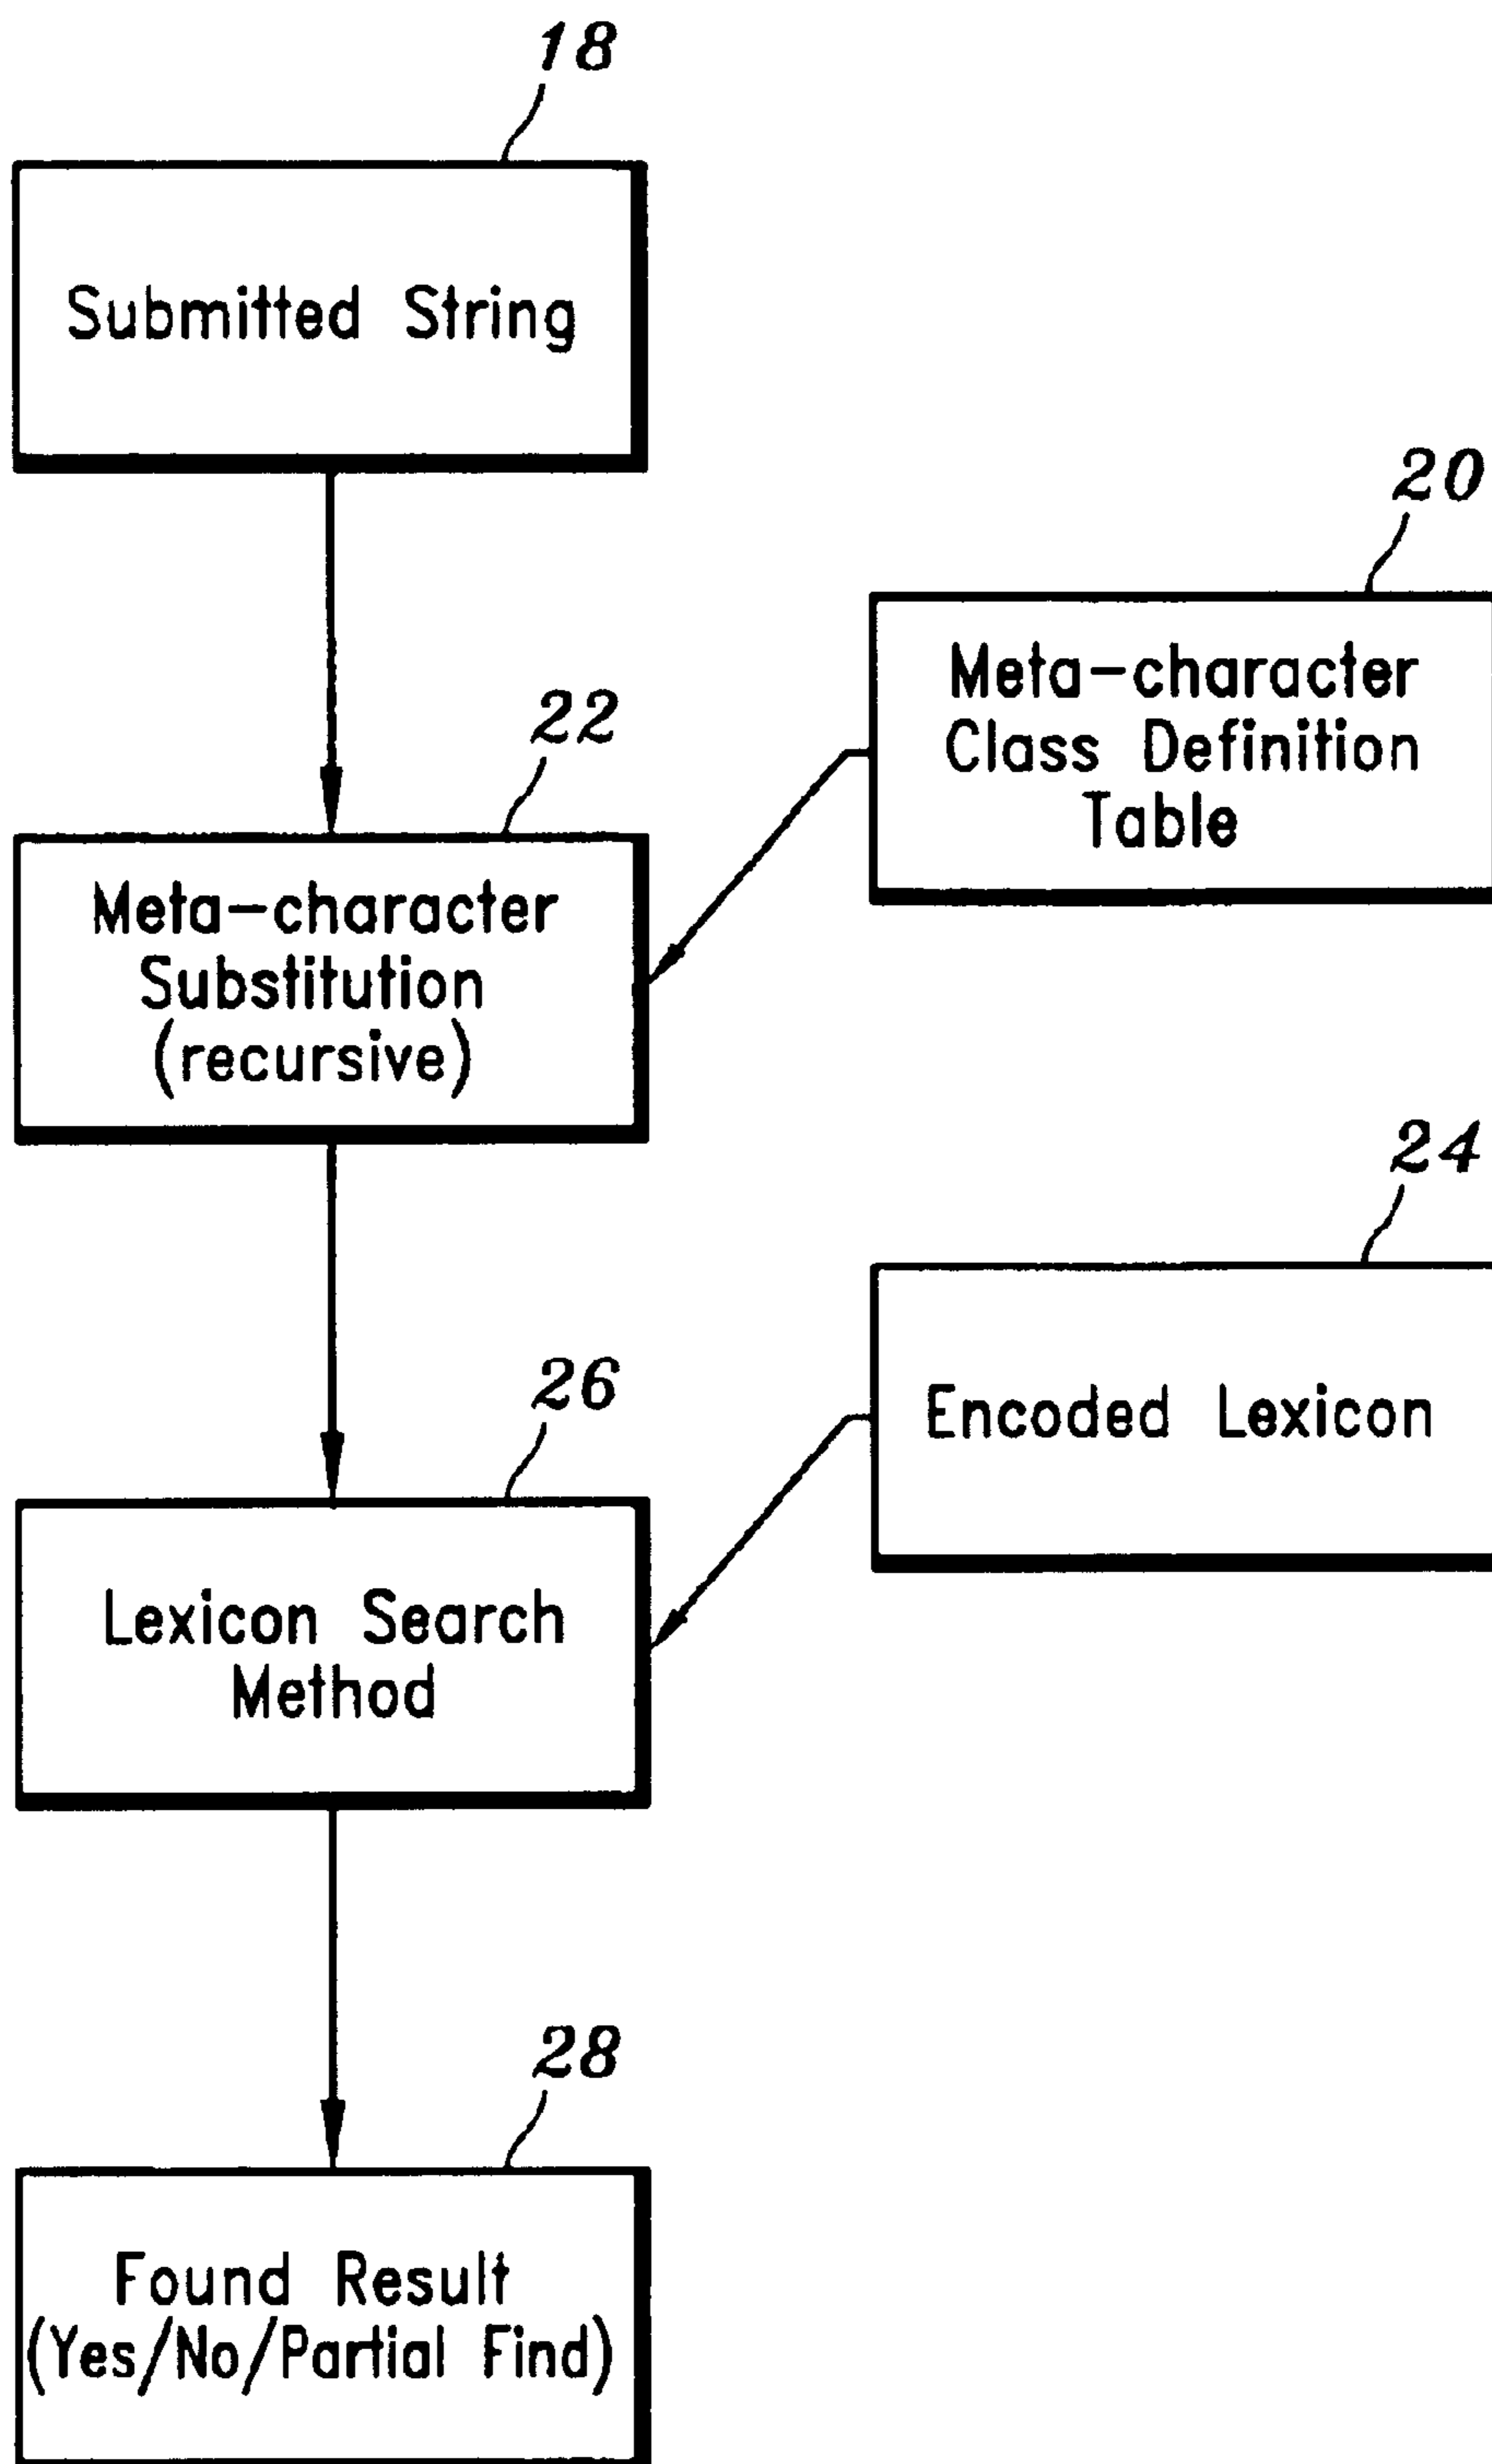 18
Submitted String
20
Meta-character
Class Definition
Table
22
Meta-character
Substitution
(recursive)
24
Encoded Lexicon
26
Lexicon Search
Method
28
Found Result
(Yes/No/Partial Find)